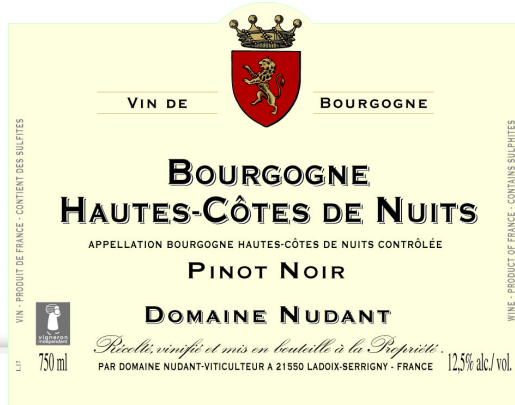 VIN DE BOURGOGNE
BOURGOGNE
HAUTES-CÔTES DE NUITS
APPELLATION BOURGOGNE HAUTES-CÔTES DE NUITS CONTRÔLÉE
PINOT NOIR
DOMAINE NUDANT
Récolté, vinifié et mis en bouteille à la Propriété.
PAR DOMAINE NUDANT-VITICULTEUR A 21550 LADOIX-SERRIGNY - FRANCE
750 ml
12,5% alc./ vol.
vigneron
indépendant
L.17
VIN - PRODUIT DE FRANCE - CONTIENT DES SULFITES
WINE - PRODUCT OF FRANCE - CONTAINS SULPHITES